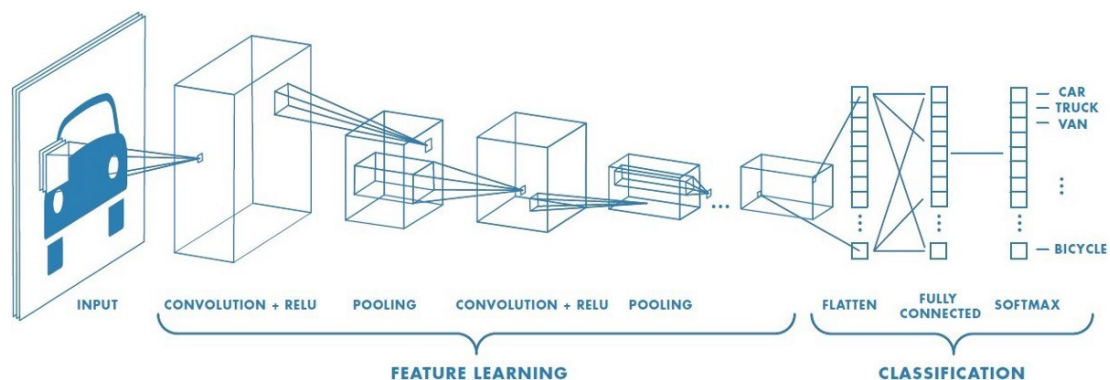 CAR
TRUCK
VAN
BICYCLE
INPUT
CONVOLUTION + RELU
POOLING
CONVOLUTION + RELU
POOLING
FLATTEN
FULLY
CONNECTED
SOFTMAX
FEATURE LEARNING
CLASSIFICATION